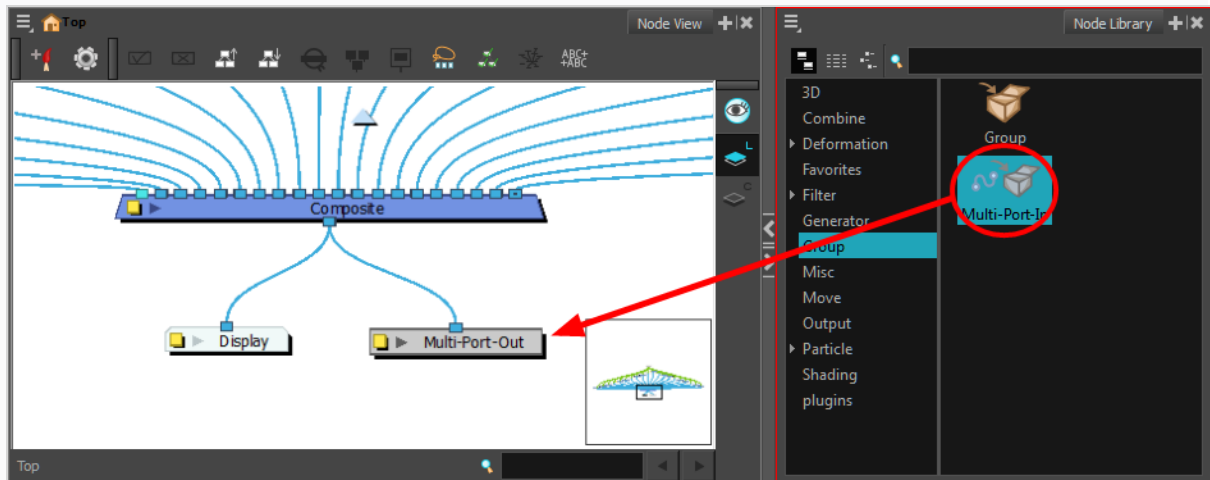 Top
Node View
ABC+
+ABC
L
C
Composite
Display
Multi-Port-Out
Top
Node Library
3D
Combine
Deformation
Favorites
Filter
Generator
Group
Misc
Move
Output
Particle
Shading
plugins
Group
Multi-Port-In